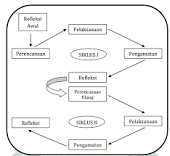 Refleksi
Awal
Pelaksanaan
Perencanaan
SIKLUS I
Pengamatan
Refleksi
Perencanaan
Ulang
Refleksi
SIKLUS II
Pelaksanaan
Pengamatan